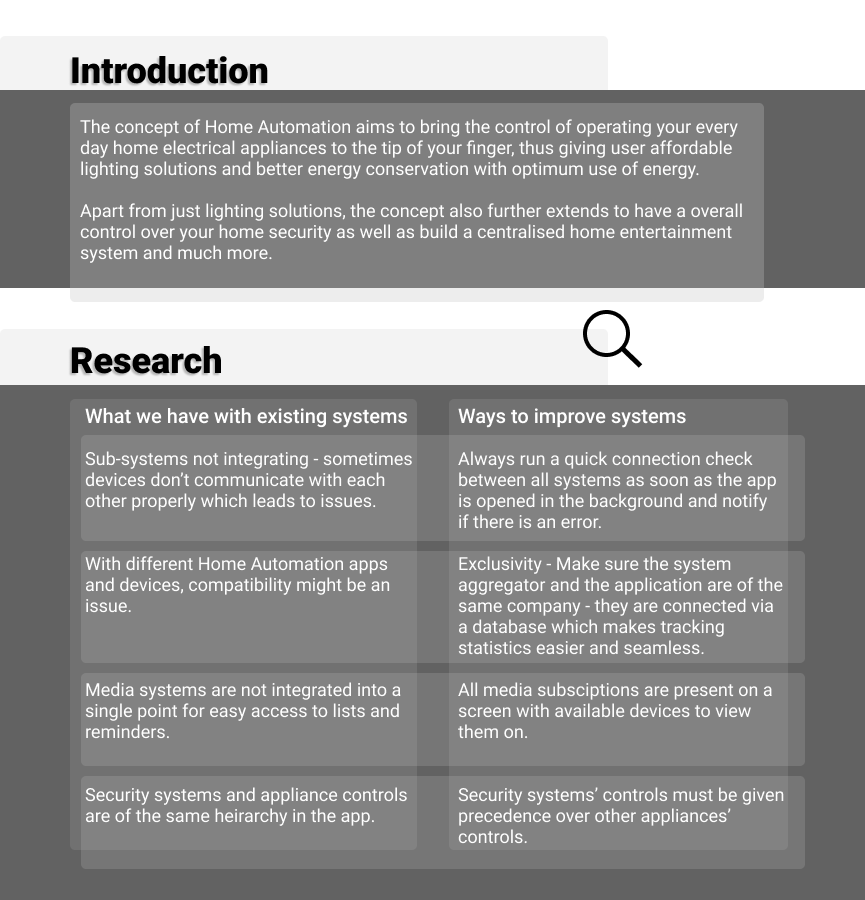 Introduction
The concept of Home Automation aims to bring the control of operating your every
day home electrical appliances to the tip of your finger, thus giving user affordable
lighting solutions and better energy conservation with optimum use of energy.
Apart from just lighting solutions, the concept also further extends to have a overall
control over your home security as well as build a centralised home entertainment
system and much more.
Research
What we have with existing systems
Ways to improve systems
Sub-systems not integrating - sometimes
devices don't communicate with each
other properly which leads to issues.
Always run a quick connection check
between all systems as soon as the app
is opened in the background and notify
if there is an error.
With different Home Automation apps
and devices, compatibility might be an
issue.
Exclusivity - Make sure the system
aggregator and the application are of the
same company - they are connected via
a database which makes tracking
statistics easier and seamless.
Media systems are not integrated into a
single point for easy access to lists and
reminders.
All media subsciptions are present on a
screen with available devices to view
them on.
Security systems and appliance controls
are of the same heirarchy in the app.
Security systems' controls must be given
precedence over other appliances'
controls.